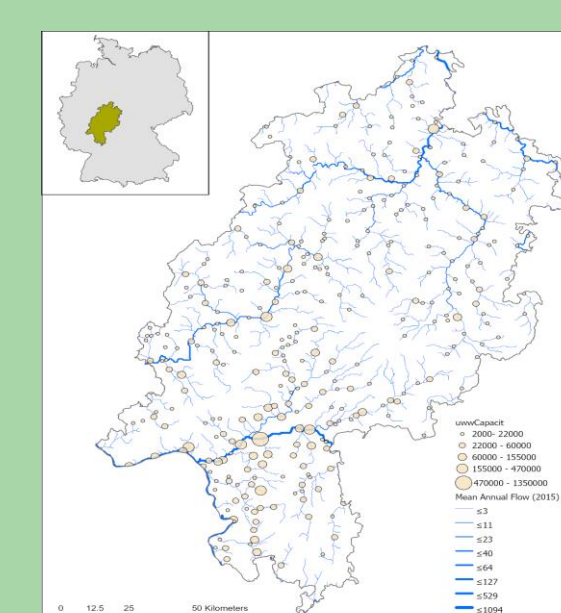 uwwCapacit
2000- 22000
22000 - 60000
60000 - 155000
155000 - 470000
470000 - 1350000
Mean Annual Flow (2015)
≤3
≤11
≤23
≤40
≤64
≤127
≤529
≤1094
0 12.5 25 50 Kilometers